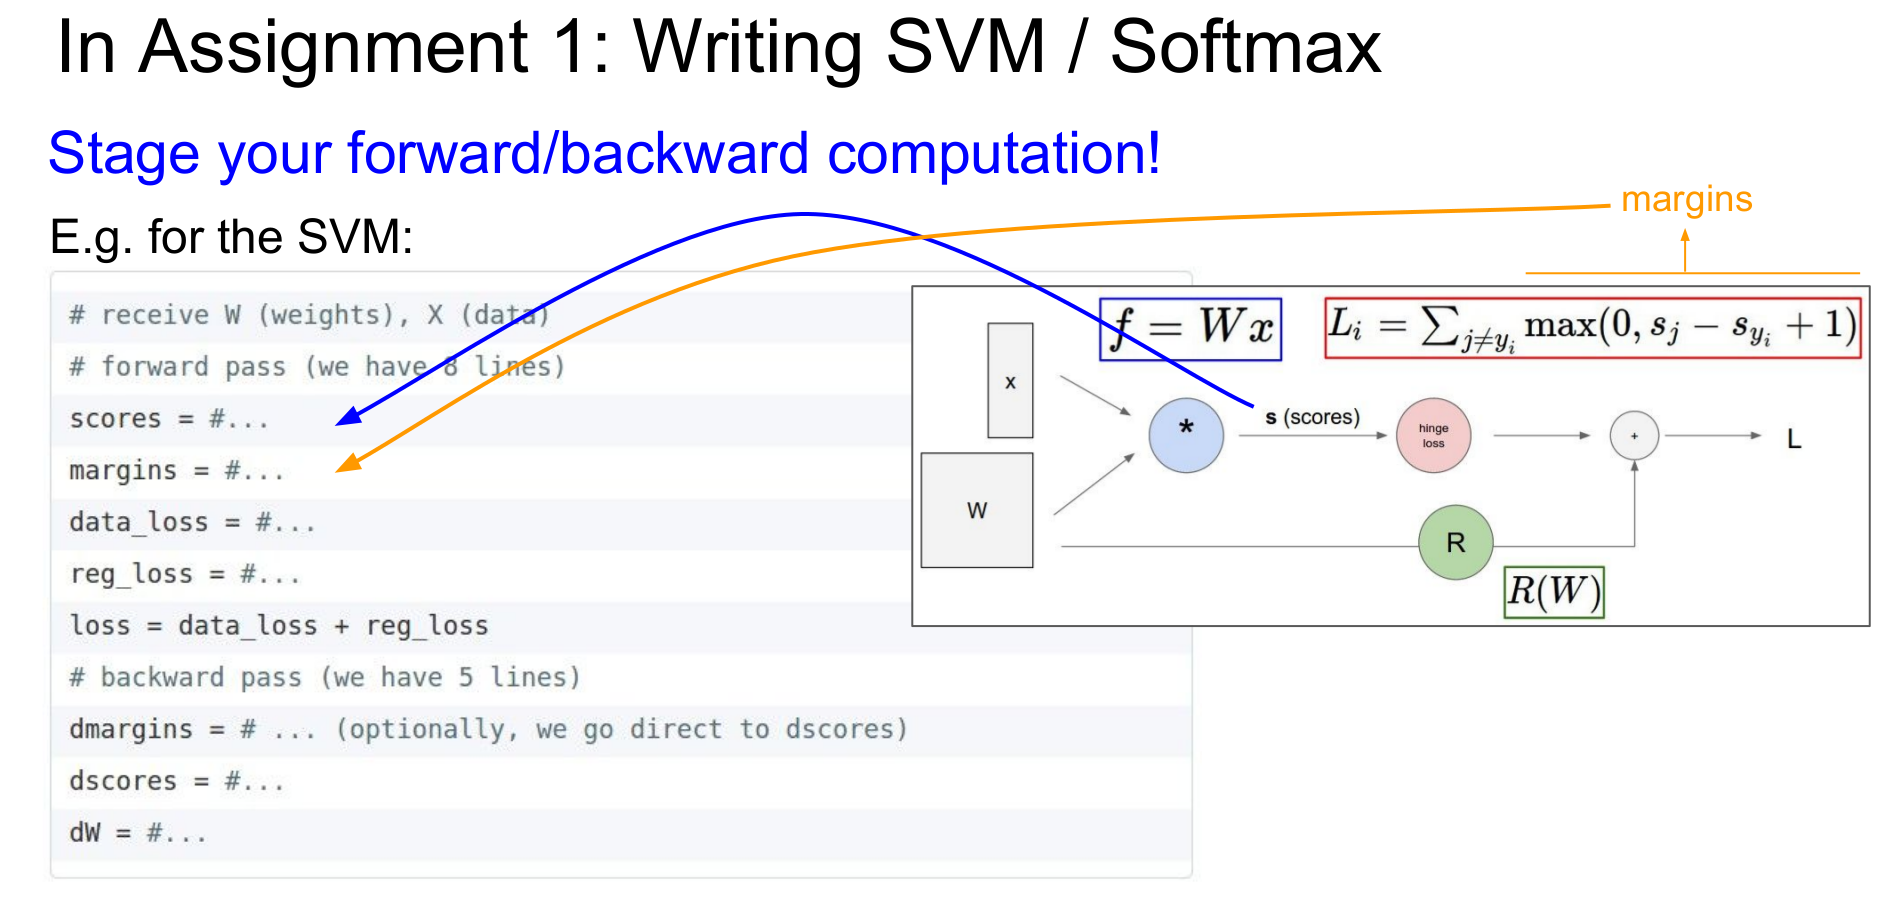 In Assignment 1: Writing SVM / Softmax
Stage your forward/backward computation!
E.g. for the SVM:
margins
# receive W (weights), X (data)
# forward pass (we have 8 lines)
scores = #...
margins = #...
data_loss = #...
reg_loss = #...
loss = data_loss + reg_loss
# backward pass (we have 5 lines)
dmargins = # ... (optionally, we go direct to dscores)
dscores = #...
dW = #...
f = Wx
L_i = ∑_{j≠y_i} max(0, s_j − s_{y_i} + 1)
x
W
*
s (scores)
hinge
loss
+
L
R
R(W)